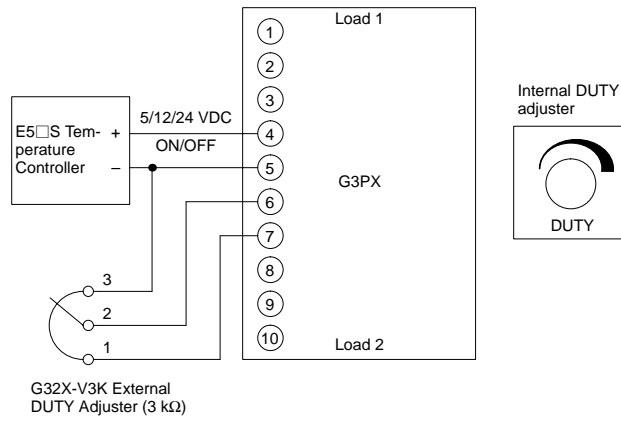 Load 1
1
2
3
4
5
6
7
8
9
10
G3PX
Load 2
E5□S Tem-
perature
Controller
+
–
5/12/24 VDC
ON/OFF
3
2
1
G32X-V3K External
DUTY Adjuster (3 kΩ)
Internal DUTY
adjuster
DUTY